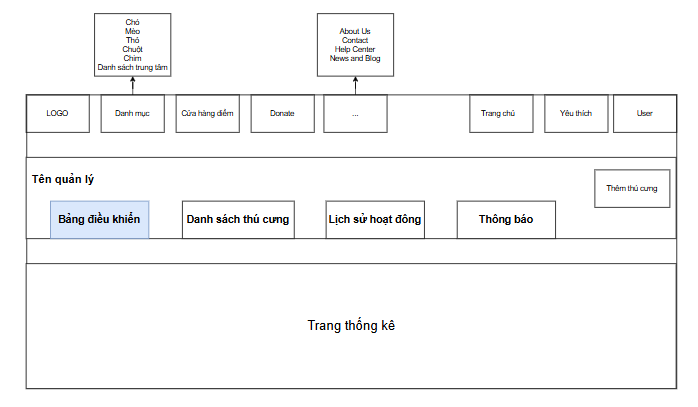 Chó
Mèo
Thỏ
Chuột
Chim
Danh sách trung tâm
About Us
Contact
Help Center
News and Blog
LOGO
Danh mục
Cửa hàng điểm
Donate
...
Trang chủ
Yêu thích
User
Tên quản lý
Thêm thú cưng
Bảng điều khiển
Danh sách thú cưng
Lịch sử hoạt đông
Thông báo
Trang thống kê